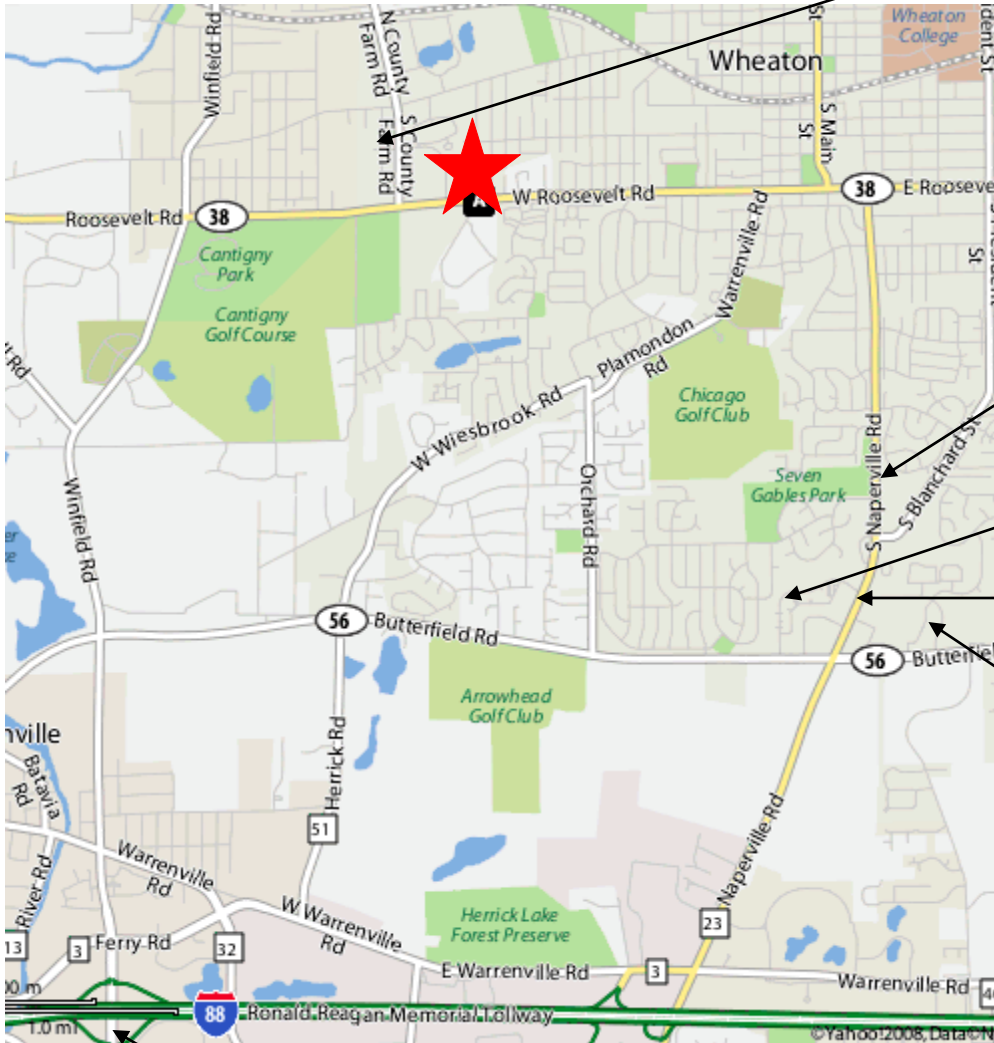 Wheaton
College
Wheaton
Winfield Rd
N County
Farm Rd
S County
Farm Rd
St
S Main
St
W Roosevelt Rd
38
Roosevelt Rd
38
A
St
Cantigny
Park
Cantigny
Golf Course
Warrenville Rd
Plamondon
Rd
Chicago
Golf Club
W Wiesbrook Rd
Orchard Rd
Seven
Gables Park
S Naperville Rd
S Blanchard St
Winfield Rd
56
Butterfield Rd
56
Arrowhead
Golf Club
Herrick Rd
Batavia
Rd
51
Naperville Rd
Warrenville
Rd
River Rd
W Warrenville
Rd
Herrick Lake
Forest Preserve
23
13
3
Ferry Rd
32
E Warrenville Rd
3
Warrenville Rd
88
Ronald Reagan Memorial Tollway
1.0 mi
©Yahoo!2008, Data©N